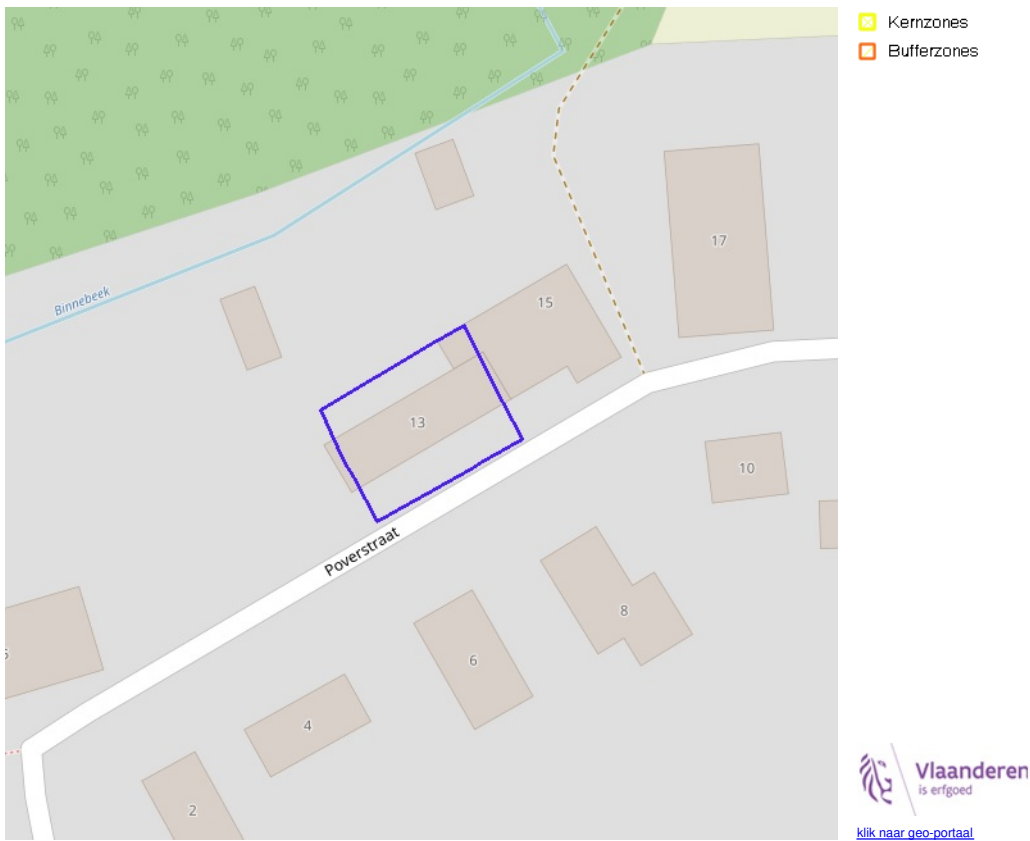 Kernzones
Bufferzones
Binnebeek
17
15
13
10
Poverstraat
8
6
4
2
Vlaanderen
is erfgoed
klik naar geo-portaal